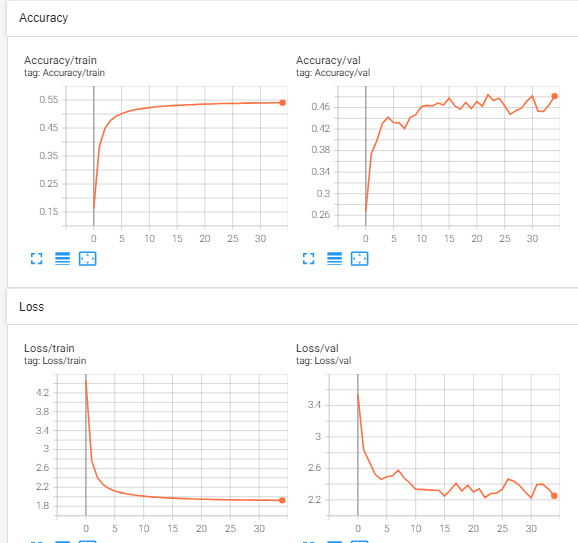 Accuracy
Accuracy/train
tag: Accuracy/train
0.55
0.45
0.35
0.25
0.15
0 5 10 15 20 25 30
Accuracy/val
tag: Accuracy/val
0.46
0.42
0.38
0.34
0.3
0.26
0 5 10 15 20 25 30
Loss
Loss/train
tag: Loss/train
4.2
3.8
3.4
3
2.6
2.2
1.8
0 5 10 15 20 25 30
Loss/val
tag: Loss/val
3.4
3
2.6
2.2
0 5 10 15 20 25 30